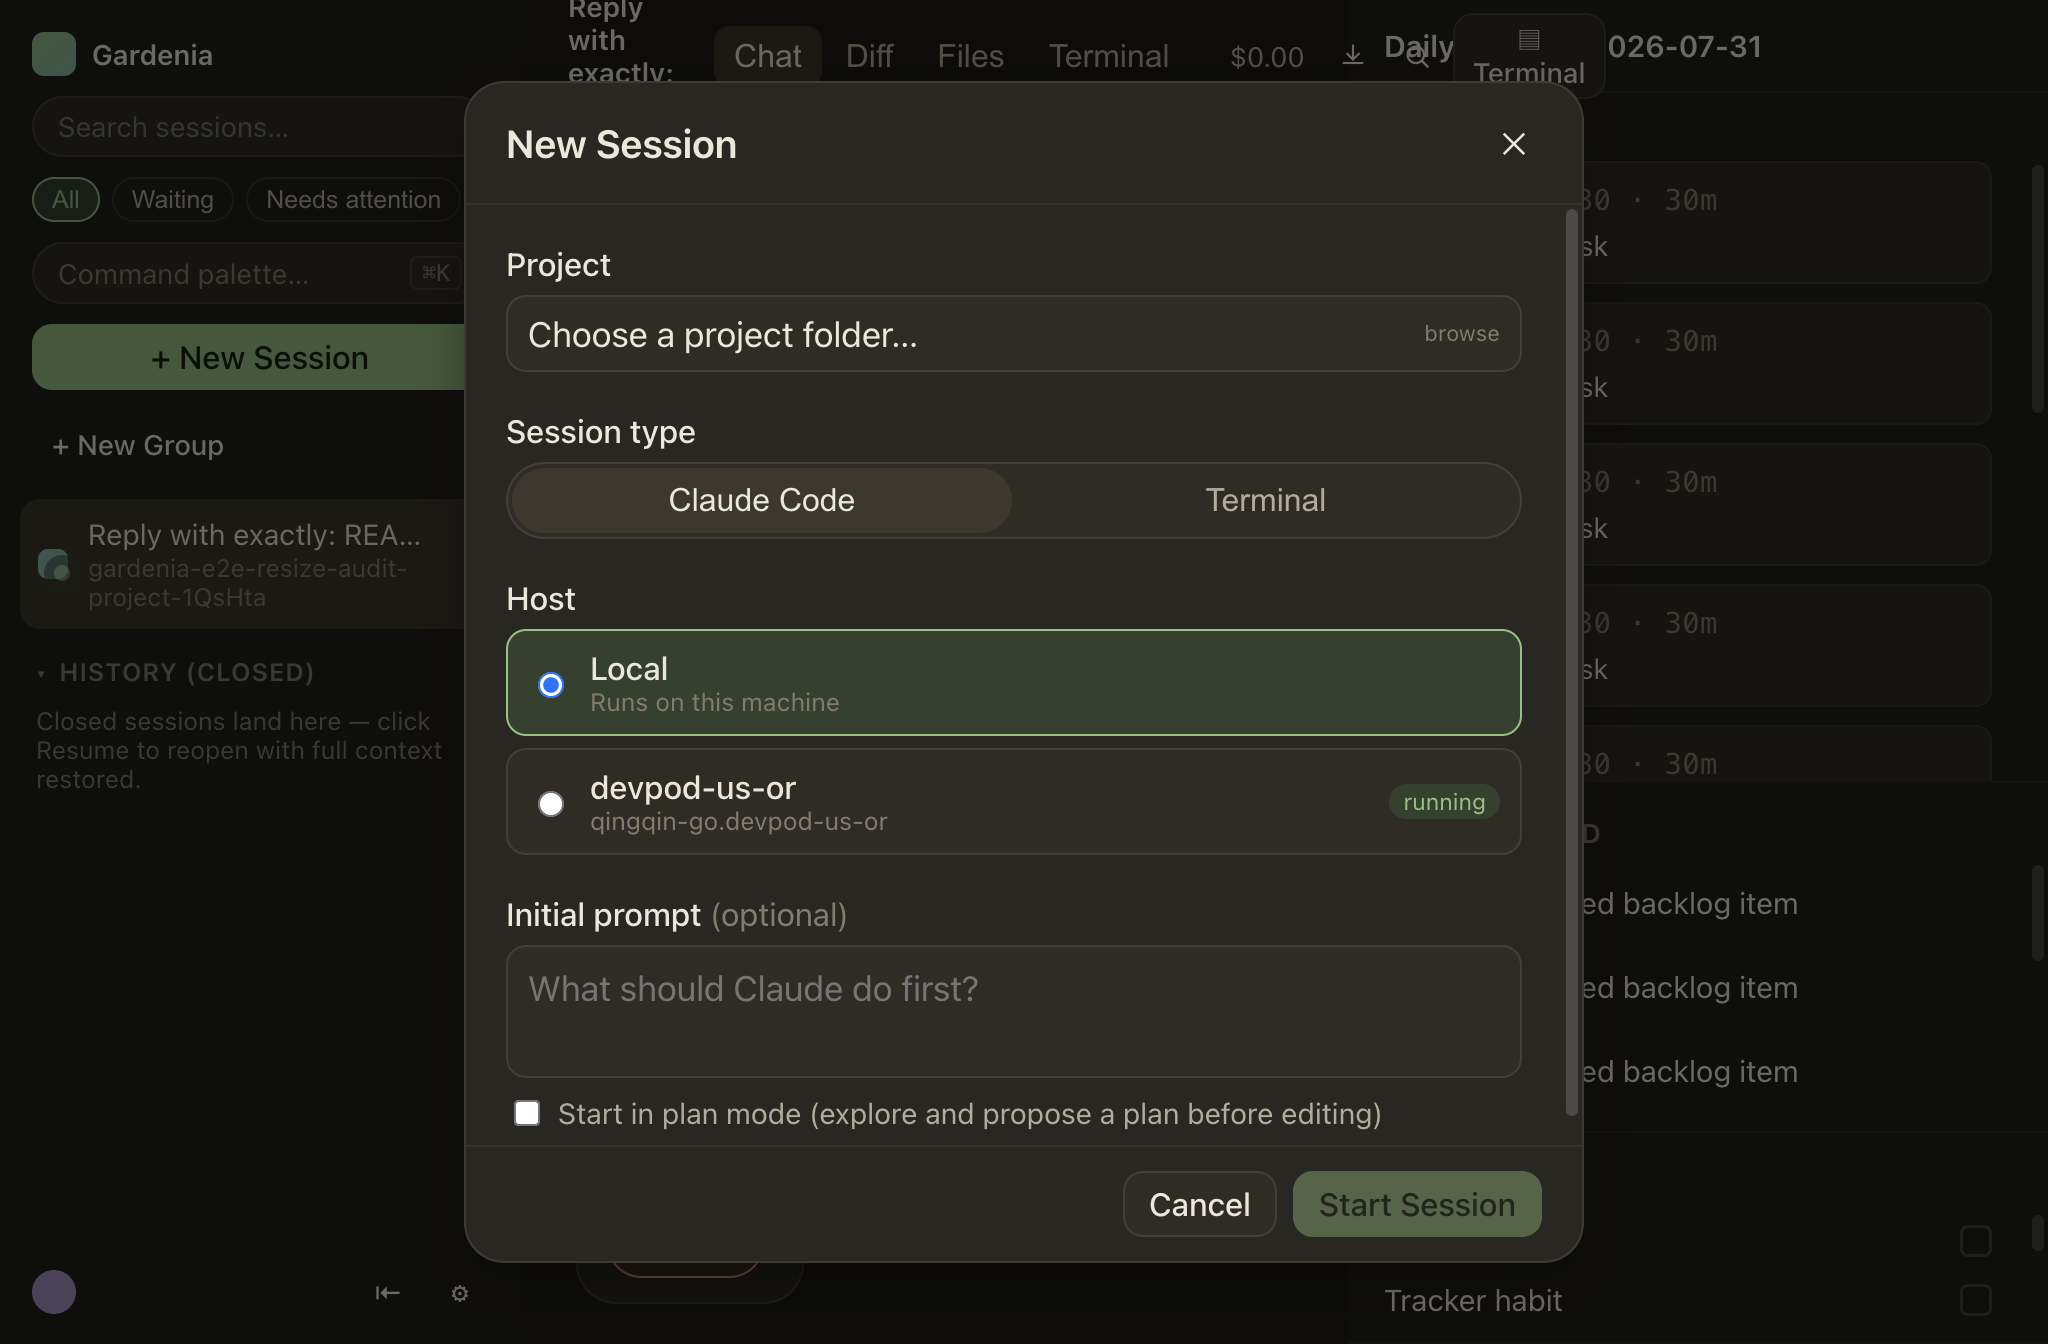 Gardenia
Search sessions...
All
Waiting
Needs attention
Command palette...
⌘K
+ New Session
+ New Group
Reply with exactly: REA...
gardenia-e2e-resize-audit-
project-1QsHta
▾ HISTORY (CLOSED)
Closed sessions land here — click
Resume to reopen with full context
restored.
Reply
with
exactly:
Chat
Diff
Files
Terminal
$0.00
Terminal
Daily
026-07-31
New Session
Project
Choose a project folder...
browse
Session type
Claude Code
Terminal
Host
Local
Runs on this machine
devpod-us-or
qingqin-go.devpod-us-or
running
Initial prompt (optional)
What should Claude do first?
Start in plan mode (explore and propose a plan before editing)
Cancel
Start Session
30 · 30m
sk
30 · 30m
sk
30 · 30m
sk
30 · 30m
sk
30 · 30m
D
ed backlog item
ed backlog item
ed backlog item
Tracker habit